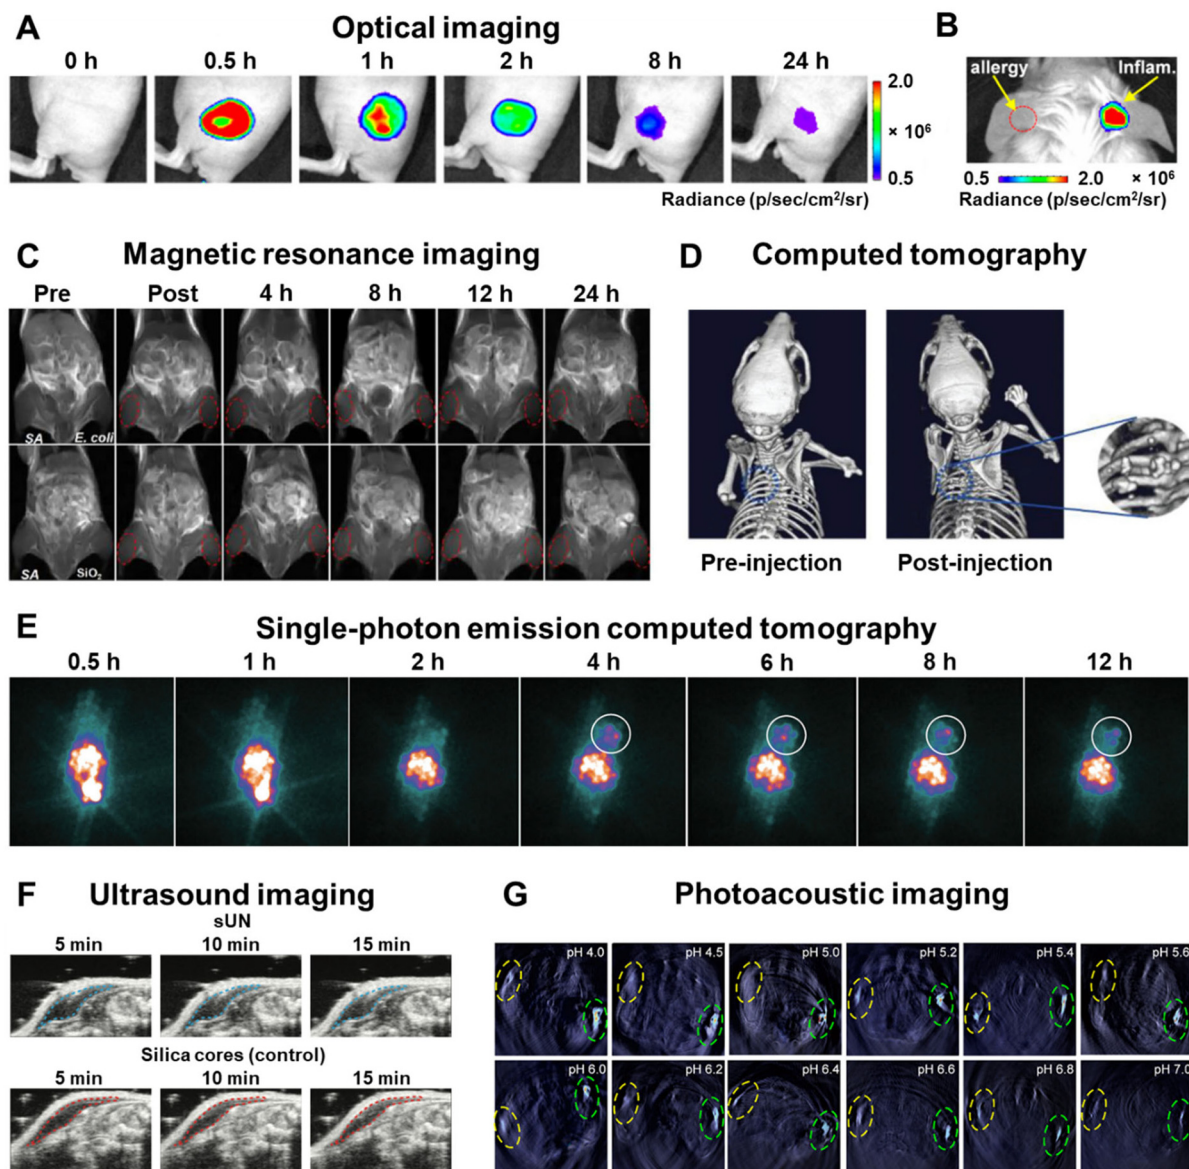 A
Optical imaging
0 h 0.5 h 1 h 2 h 8 h 24 h
2.0
× 10⁶
0.5
Radiance (p/sec/cm²/sr)
B
allergy Inflam.
0.5 2.0 × 10⁶
Radiance (p/sec/cm²/sr)
C
Magnetic resonance imaging
Pre Post 4 h 8 h 12 h 24 h
SA E. coli
SA SiO₂
D
Computed tomography
Pre-injection Post-injection
E
Single-photon emission computed tomography
0.5 h 1 h 2 h 4 h 6 h 8 h 12 h
F
Ultrasound imaging
sUN
5 min 10 min 15 min
Silica cores (control)
5 min 10 min 15 min
G
Photoacoustic imaging
pH 4.0 pH 4.5 pH 5.0 pH 5.2 pH 5.4 pH 5.6
pH 6.0 pH 6.2 pH 6.4 pH 6.6 pH 6.8 pH 7.0